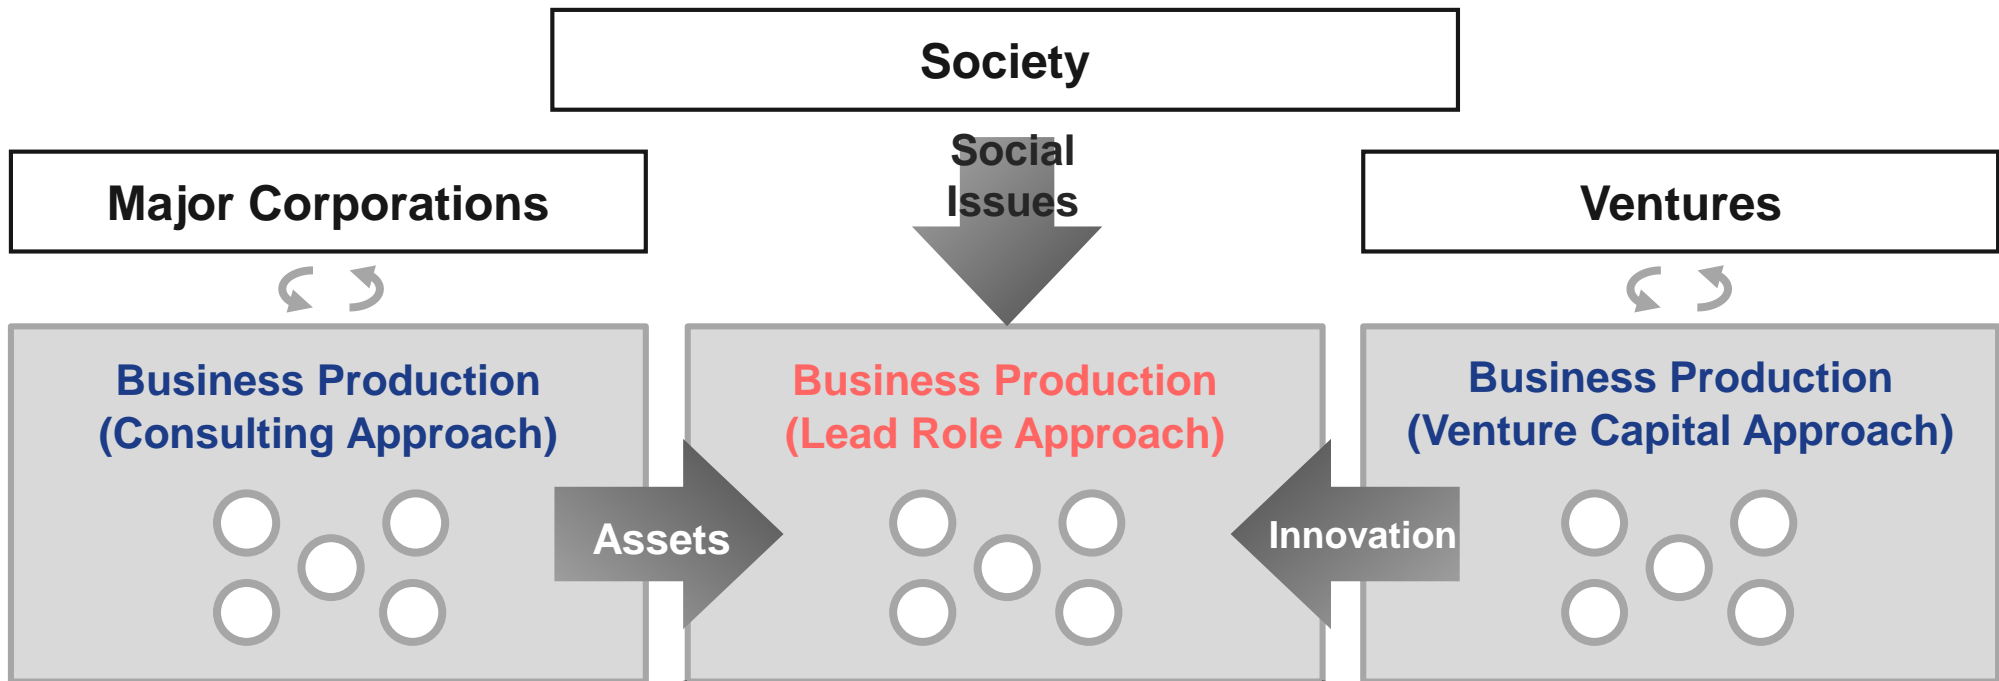 Society
Social
Issues
Major Corporations
Ventures
Business Production
(Consulting Approach)
Business Production
(Lead Role Approach)
Business Production
(Venture Capital Approach)
Assets
Innovation